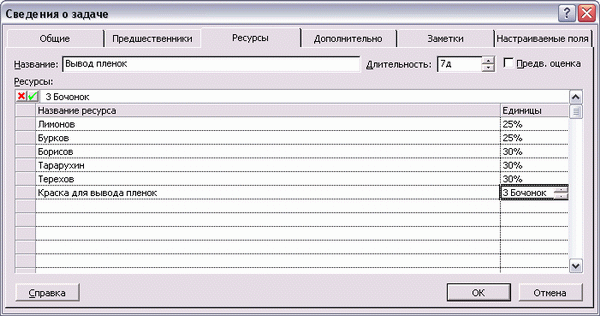 Сведения о задаче
Общие Предшественники Ресурсы Дополнительно Заметки Настраиваемые поля
Название: Вывод пленок Длительность: 7д Предв. оценка
Ресурсы:
3 Бочонок
Название ресурса Единицы
Лимонов 25%
Бурков 25%
Борисов 30%
Тарарухин 30%
Терехов 30%
Краска для вывода пленок 3 Бочонок
Справка OK Отмена